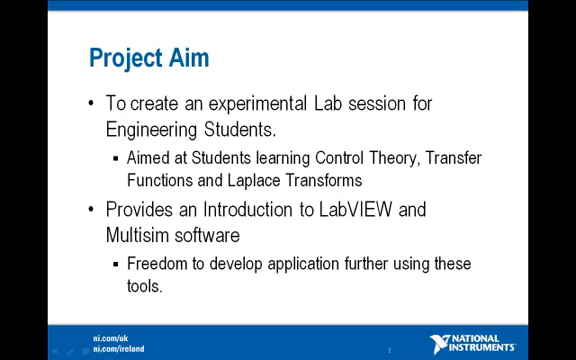 Project Aim
• To create an experimental Lab session for
Engineering Students.
▪ Aimed at Students learning Control Theory, Transfer
Functions and Laplace Transforms
• Provides an Introduction to LabVIEW and
Multisim software
▪ Freedom to develop application further using these
tools.
ni.com/uk
ni.com/ireland
2
NATIONAL
INSTRUMENTS